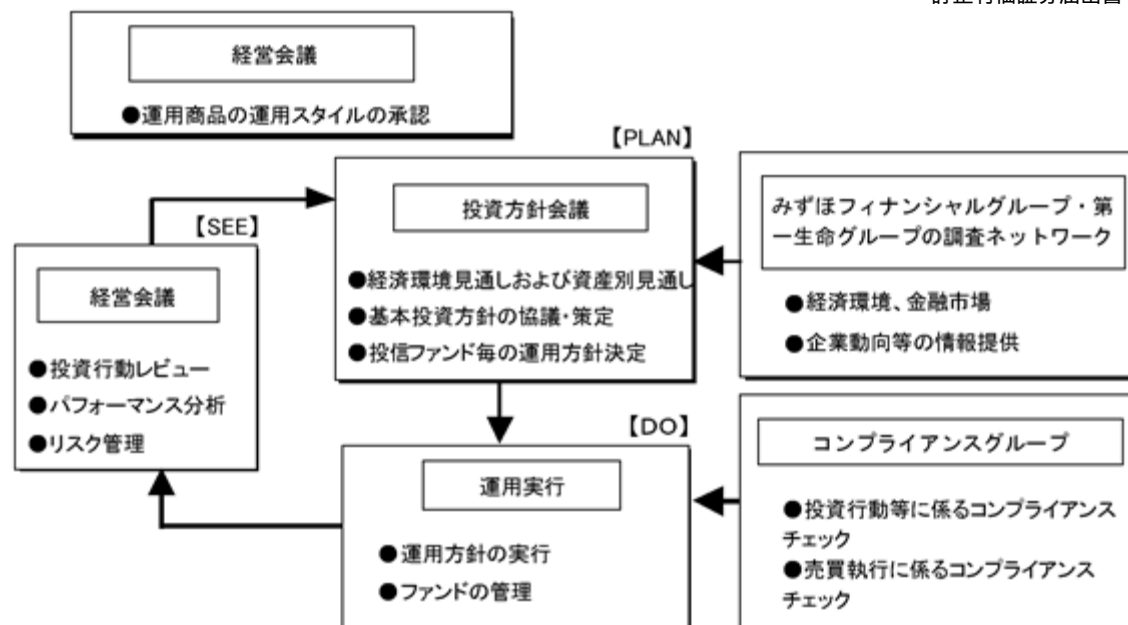 経営会議
●運用商品の運用スタイルの承認
【PLAN】
投資方針会議
●経済環境見通しおよび資産別見通し
●基本投資方針の協議・策定
●投信ファンド毎の運用方針決定
みずほフィナンシャルグループ・第
一生命グループの調査ネットワーク
●経済環境、金融市場
●企業動向等の情報提供
【SEE】
経営会議
●投資行動レビュー
●パフォーマンス分析
●リスク管理
【DO】
運用実行
●運用方針の実行
●ファンドの管理
コンプライアンスグループ
●投資行動等に係るコンプライアンス
チェック
●売買執行に係るコンプライアンス
チェック